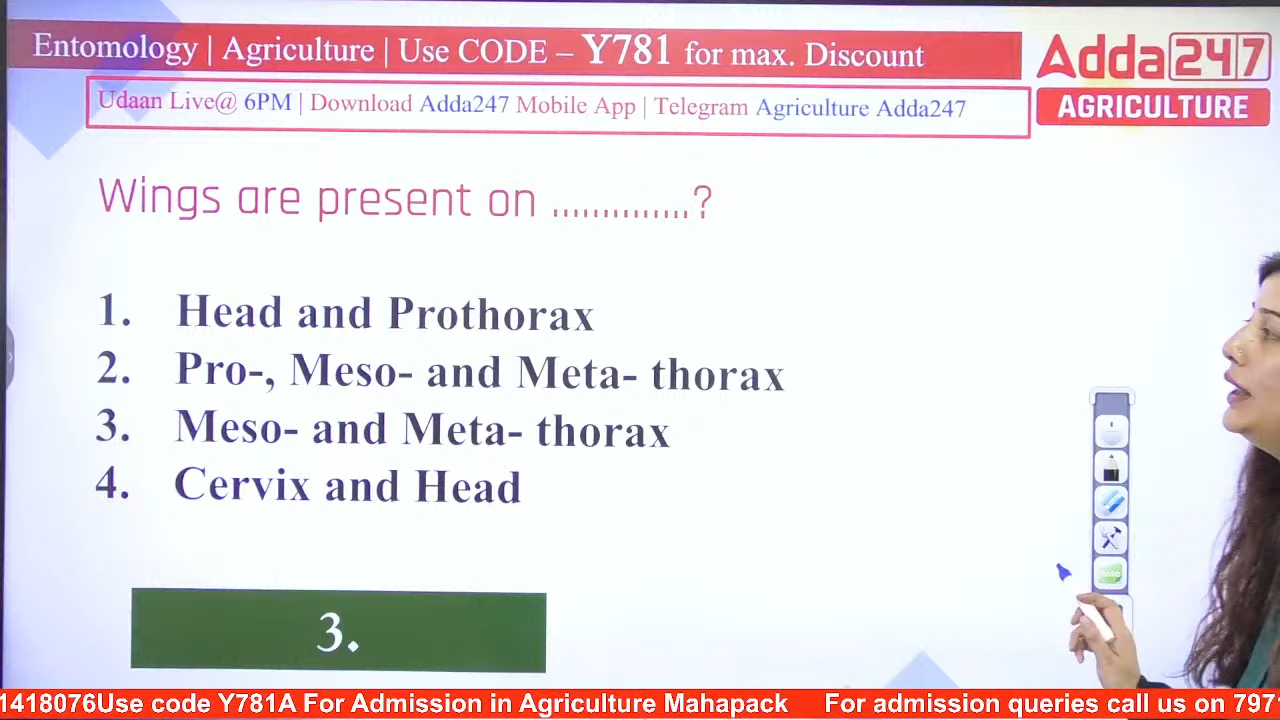 Entomology | Agriculture | Use CODE – Y781 for max. Discount
Adda247
AGRICULTURE
Udaan Live@ 6PM | Download Adda247 Mobile App | Telegram Agriculture Adda247
Wings are present on ..............?
1. Head and Prothorax
2. Pro-, Meso- and Meta- thorax
3. Meso- and Meta- thorax
4. Cervix and Head
3.
1418076Use code Y781A For Admission in Agriculture Mahapack For admission queries call us on 797